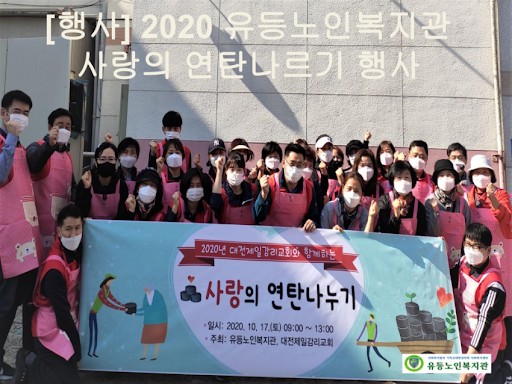 [행사] 2020 유등노인복지관
사랑의 연탄나르기 행사
2020년 대전제일감리교회와 함께하는
사랑의 연탄나누기
• 일시: 2020. 10. 17.(토) 09:00 ~ 13:00
• 주최: 유등노인복지관, 대전제일감리교회
유등노인복지관